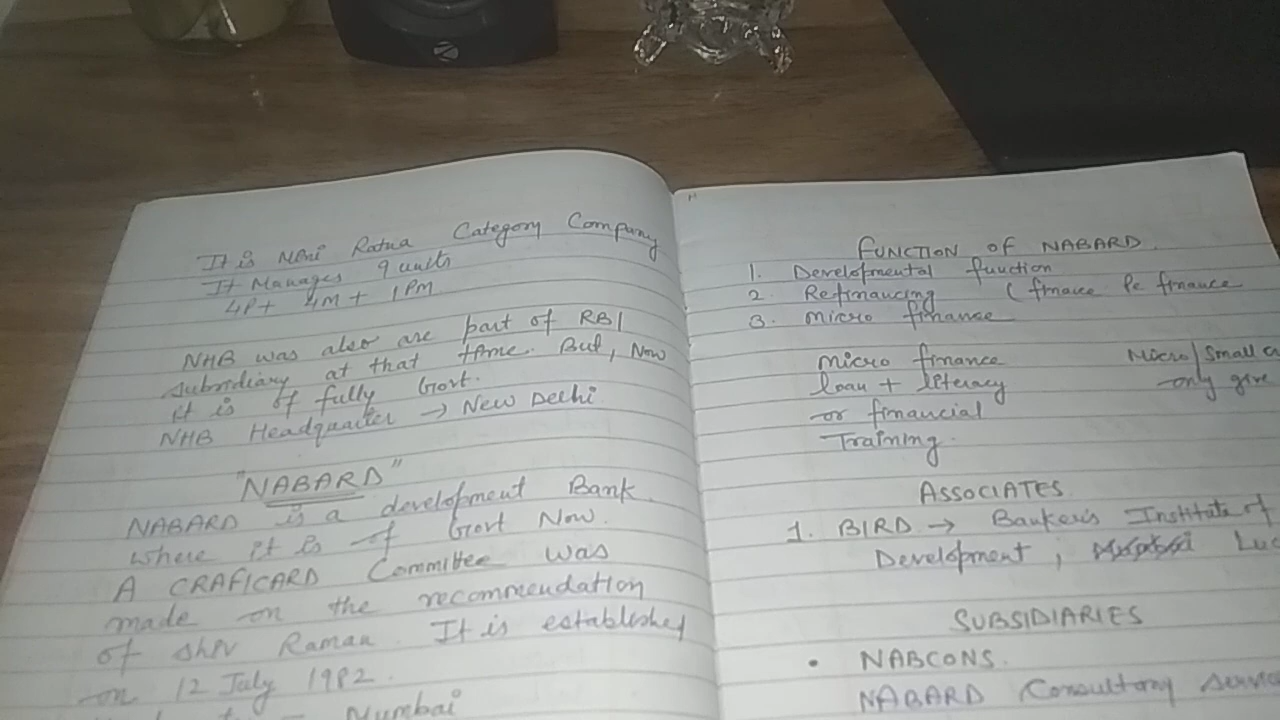 It is Mini Ratna Category Company
It Manages 9 units
4P+ 4M+ 1PM
NHB was also are part of RBI
subsidiary at that time. But, Now
it is of fully Govt.
NHB Headquater → New Delhi
"NABARD"
NABARD is a development Bank
where it is of Govt Now.
A CRAFICARD Committee was
made on the recommendation
of Shiv Raman. It is established
on 12 July 1982.
Mumbai
FUNCTION OF NABARD
1. Developmental function
2. Refinancing (finace Pe finance
3. Micro finance
micro finance Micro/Small
loan + literacy only give
or financial
Training.
ASSOCIATES
1. BIRD → Banker's Institute of
Development,
SUBSIDIARIES
• NABCONS.
NABARD Consultory